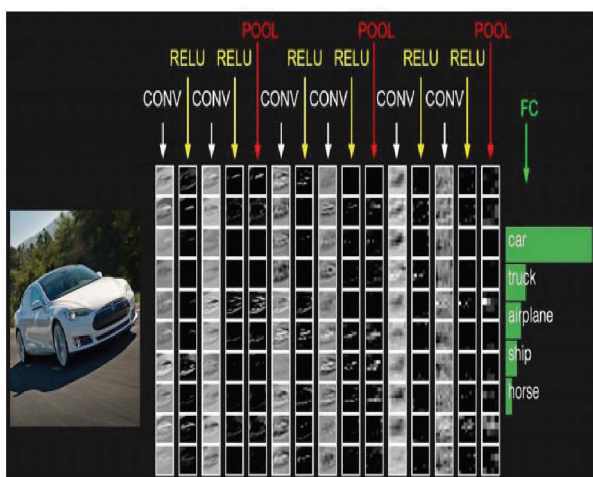 POOL POOL POOL
RELU RELU RELU RELU RELU RELU
CONV CONV CONV CONV CONV CONV
FC
car
truck
airplane
ship
horse